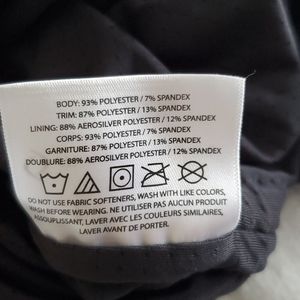 BODY: 93% POLYESTER / 7% SPANDEX
TRIM: 87% POLYESTER / 13% SPANDEX
LINING: 88% AEROSILVER POLYESTER / 12% SPANDEX
CORPS: 93% POLYESTER / 7% SPANDEX
GARNITURE: 87% POLYESTER / 13% SPANDEX
DOUBLURE: 88% AEROSILVER POLYESTER / 12% SPANDEX
DO NOT USE FABRIC SOFTENERS, WASH WITH LIKE COLORS,
WASH BEFORE WEARING. NE UTILISER PAS AUCUN PRODUIT
ASSOUPLISSANT, LAVER AVEC DES COULEURS SIMILAIRES,
LAVER AVANT DE PORTER.